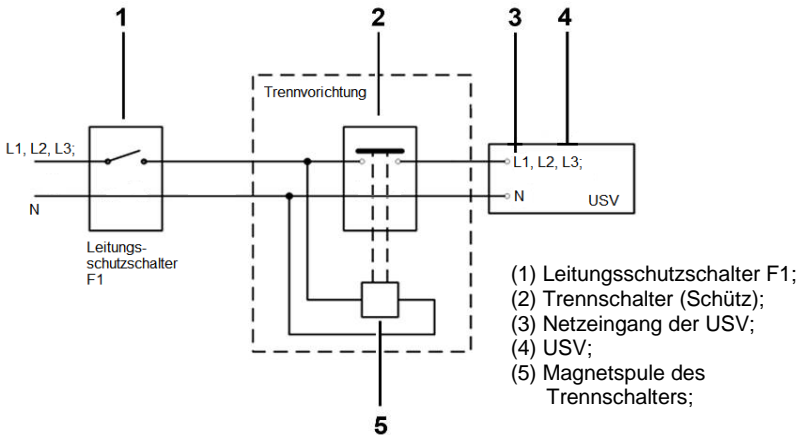 1
2
3
4
Trennvorichtung
L1, L2, L3;
L1, L2, L3;
N
N
USV
Leitungs-
schutzschalter
F1
(1) Leitungsschutzschalter F1;
(2) Trennschalter (Schütz);
(3) Netzeingang der USV;
(4) USV;
(5) Magnetspule des
Trennschalters;
5